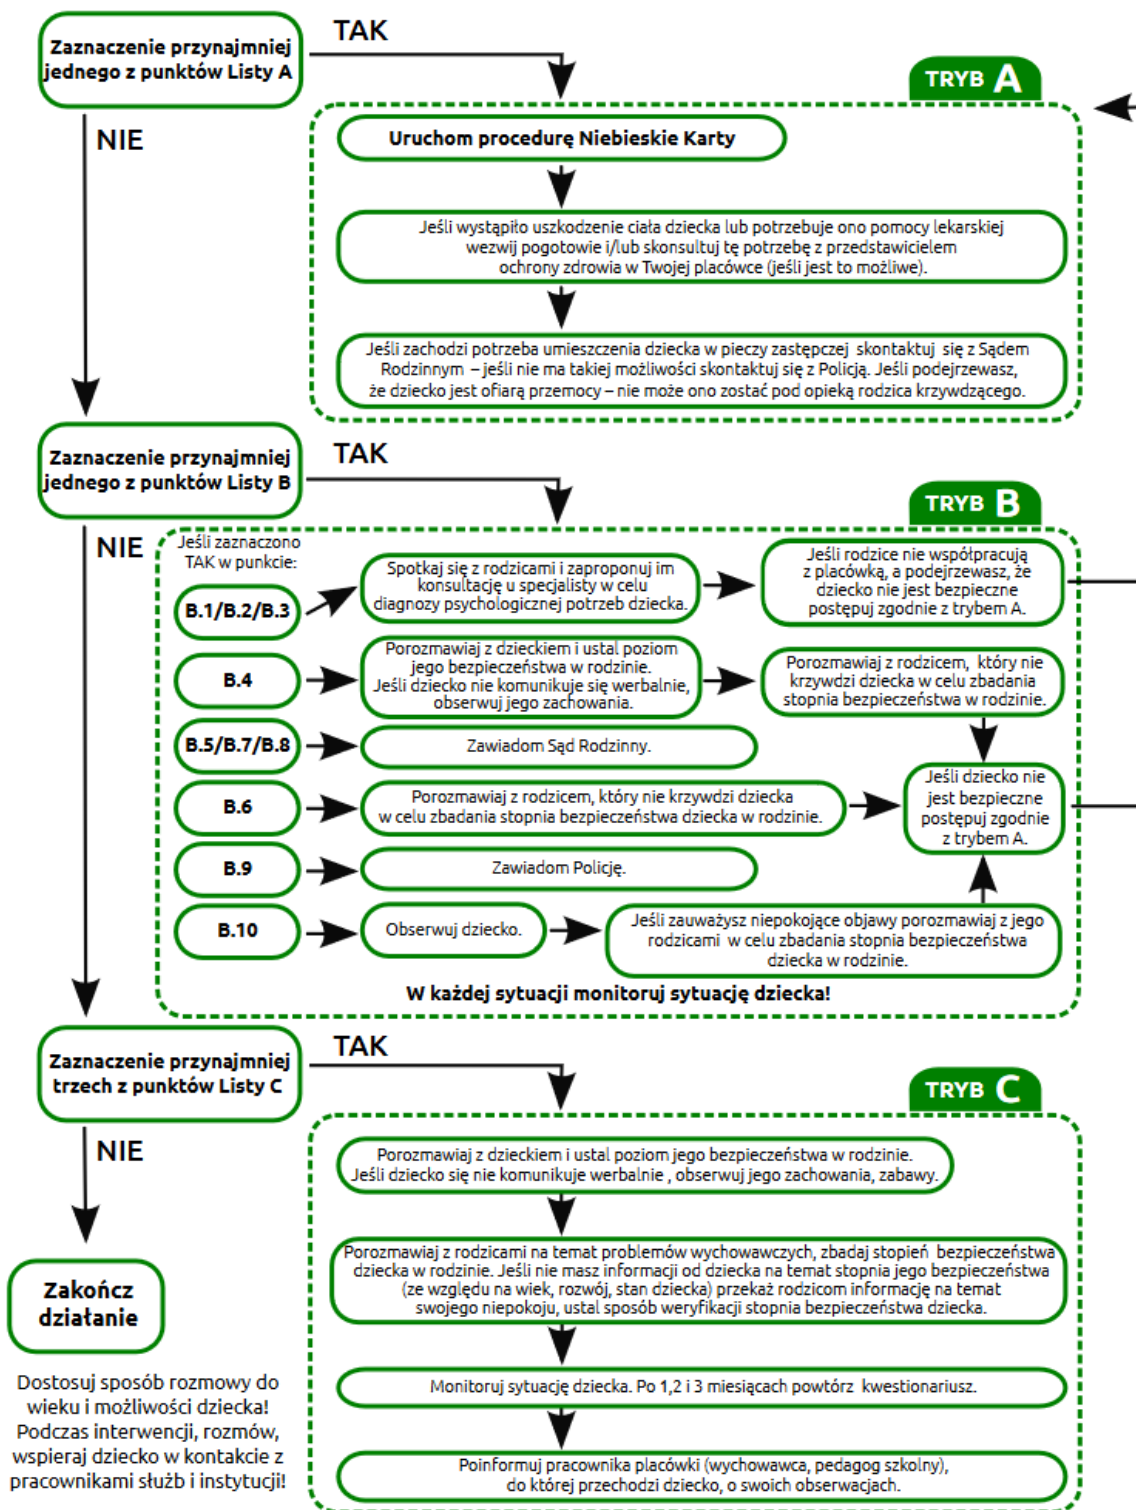 Zaznaczenie przynajmniej
jednego z punktów Listy A
TAK
NIE
TRYB A
Uruchom procedurę Niebieskie Karty
Jeśli wystąpiło uszkodzenie ciała dziecka lub potrzebuje ono pomocy lekarskiej
wezwij pogotowie i/lub skonsultuj tę potrzebę z przedstawicielem
ochrony zdrowia w Twojej placówce (jeśli jest to możliwe).
Jeśli zachodzi potrzeba umieszczenia dziecka w pieczy zastępczej skontaktuj się z Sądem
Rodzinnym – jeśli nie ma takiej możliwości skontaktuj się z Policją. Jeśli podejrzewasz,
że dziecko jest ofiarą przemocy – nie może ono zostać pod opieką rodzica krzywdzącego.
Zaznaczenie przynajmniej
jednego z punktów Listy B
TAK
NIE
TRYB B
Jeśli zaznaczono
TAK w punkcie:
B.1/B.2/B.3
Spotkaj się z rodzicami i zaproponuj im
konsultację u specjalisty w celu
diagnozy psychologicznej potrzeb dziecka.
Jeśli rodzice nie współpracują
z placówką, a podejrzewasz, że
dziecko nie jest bezpieczne
postępuj zgodnie z trybem A.
B.4
Porozmawiaj z dzieckiem i ustal poziom
jego bezpieczeństwa w rodzinie.
Jeśli dziecko nie komunikuje się werbalnie,
obserwuj jego zachowania.
Porozmawiaj z rodzicem, który nie
krzywdzi dziecka w celu zbadania
stopnia bezpieczeństwa w rodzinie.
B.5/B.7/B.8
Zawiadom Sąd Rodzinny.
B.6
Porozmawiaj z rodzicem, który nie krzywdzi dziecka
w celu zbadania stopnia bezpieczeństwa dziecka w rodzinie.
Jeśli dziecko nie
jest bezpieczne
postępuj zgodnie
z trybem A.
B.9
Zawiadom Policję.
B.10
Obserwuj dziecko.
Jeśli zauważysz niepokojące objawy porozmawiaj z jego
rodzicami w celu zbadania stopnia bezpieczeństwa
dziecka w rodzinie.
W każdej sytuacji monitoruj sytuację dziecka!
Zaznaczenie przynajmniej
trzech z punktów Listy C
TAK
NIE
TRYB C
Porozmawiaj z dzieckiem i ustal poziom jego bezpieczeństwa w rodzinie.
Jeśli dziecko się nie komunikuje werbalnie , obserwuj jego zachowania, zabawy.
Porozmawiaj z rodzicami na temat problemów wychowawczych, zbadaj stopień bezpieczeństwa
dziecka w rodzinie. Jeśli nie masz informacji od dziecka na temat stopnia jego bezpieczeństwa
(ze względu na wiek, rozwój, stan dziecka) przekaż rodzicom informację na temat
swojego niepokoju, ustal sposób weryfikacji stopnia bezpieczeństwa dziecka.
Monitoruj sytuację dziecka. Po 1,2 i 3 miesiącach powtórz kwestionariusz.
Poinformuj pracownika placówki (wychowawca, pedagog szkolny),
do której przechodzi dziecko, o swoich obserwacjach.
Zakończ
działanie
Dostosuj sposób rozmowy do
wieku i możliwości dziecka!
Podczas interwencji, rozmów,
wspieraj dziecko w kontakcie z
pracownikami służb i instytucji!